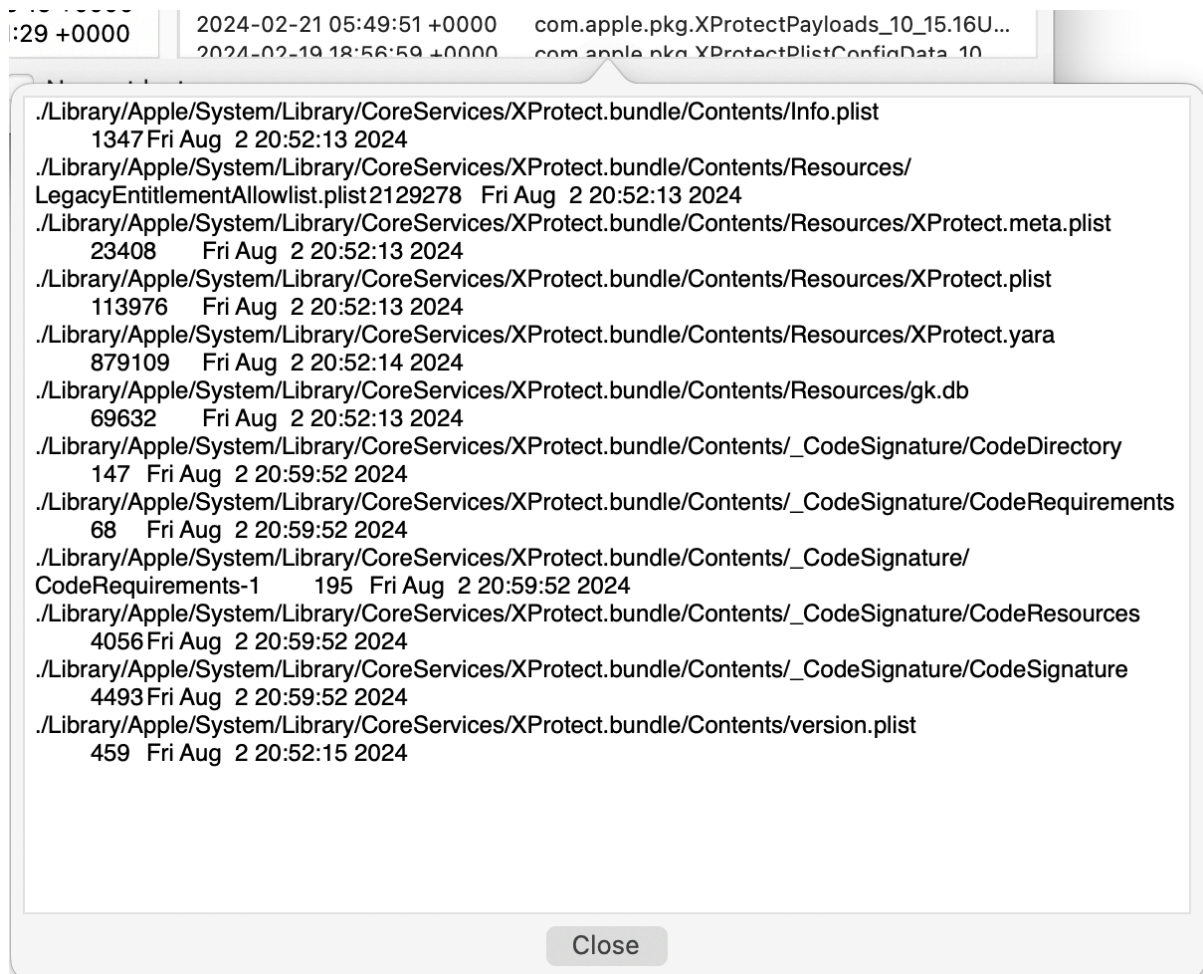 :29 +0000
2024-02-21 05:49:51 +0000 com.apple.pkg.XProtectPayloads_10_15.16U...
2024-02-19 18:56:59 +0000 com.apple.pkg.XProtectPlistConfigData_10
./Library/Apple/System/Library/CoreServices/XProtect.bundle/Contents/Info.plist
1347 Fri Aug 2 20:52:13 2024
./Library/Apple/System/Library/CoreServices/XProtect.bundle/Contents/Resources/
LegacyEntitlementAllowlist.plist 2129278 Fri Aug 2 20:52:13 2024
./Library/Apple/System/Library/CoreServices/XProtect.bundle/Contents/Resources/XProtect.meta.plist
23408 Fri Aug 2 20:52:13 2024
./Library/Apple/System/Library/CoreServices/XProtect.bundle/Contents/Resources/XProtect.plist
113976 Fri Aug 2 20:52:13 2024
./Library/Apple/System/Library/CoreServices/XProtect.bundle/Contents/Resources/XProtect.yara
879109 Fri Aug 2 20:52:14 2024
./Library/Apple/System/Library/CoreServices/XProtect.bundle/Contents/Resources/gk.db
69632 Fri Aug 2 20:52:13 2024
./Library/Apple/System/Library/CoreServices/XProtect.bundle/Contents/_CodeSignature/CodeDirectory
147 Fri Aug 2 20:59:52 2024
./Library/Apple/System/Library/CoreServices/XProtect.bundle/Contents/_CodeSignature/CodeRequirements
68 Fri Aug 2 20:59:52 2024
./Library/Apple/System/Library/CoreServices/XProtect.bundle/Contents/_CodeSignature/
CodeRequirements-1 195 Fri Aug 2 20:59:52 2024
./Library/Apple/System/Library/CoreServices/XProtect.bundle/Contents/_CodeSignature/CodeResources
4056 Fri Aug 2 20:59:52 2024
./Library/Apple/System/Library/CoreServices/XProtect.bundle/Contents/_CodeSignature/CodeSignature
4493 Fri Aug 2 20:59:52 2024
./Library/Apple/System/Library/CoreServices/XProtect.bundle/Contents/version.plist
459 Fri Aug 2 20:52:15 2024
Close